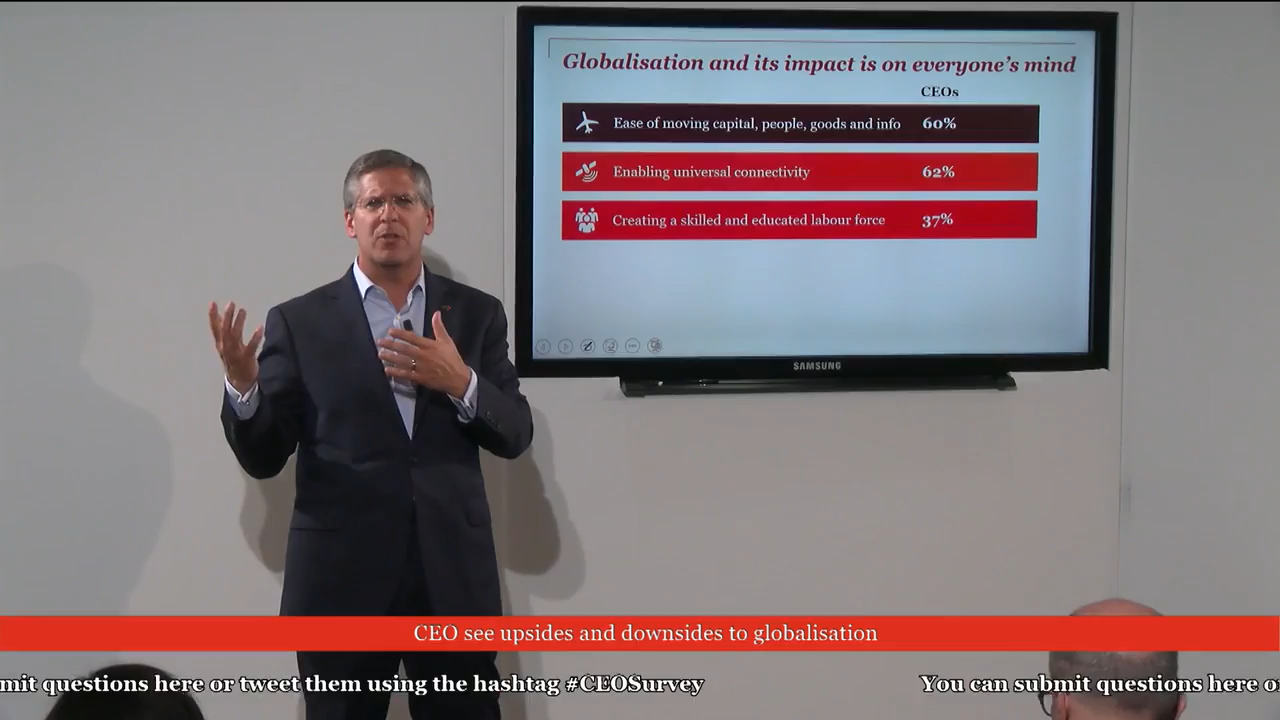 Globalisation and its impact is on everyone's mind
CEOs
Ease of moving capital, people, goods and info 60%
Enabling universal connectivity 62%
Creating a skilled and educated labour force 37%
SAMSUNG
CEO see upsides and downsides to globalisation
mit questions here or tweet them using the hashtag #CEOSurvey You can submit questions here o